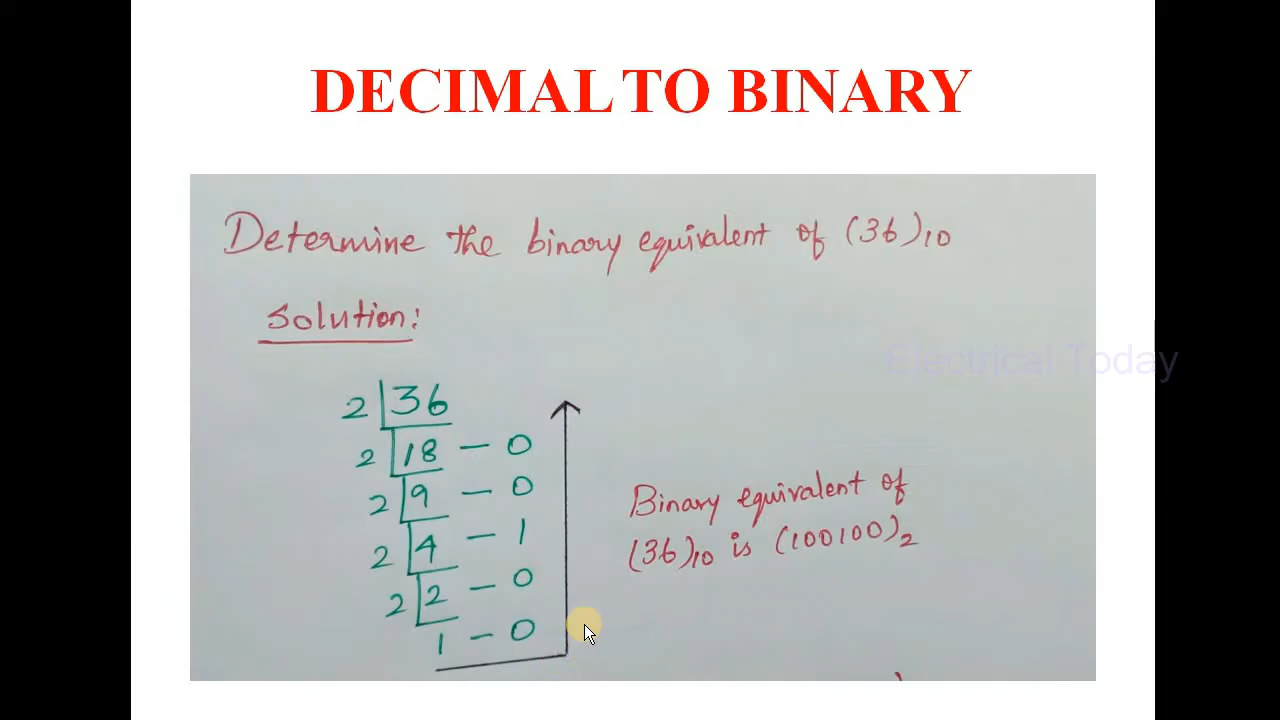 DECIMAL TO BINARY
Determine the binary equivalent of (36)10
Solution:
Electrical Today
2 36
2 18 – 0
2 9 – 0
2 4 – 1
2 2 – 0
1 – 0
Binary equivalent of
(36)10 is (100100)2